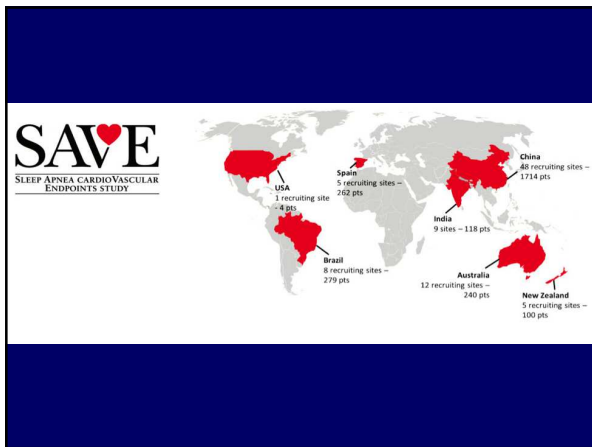 SAVE
SLEEP APNEA CARDIOVASCULAR
ENDPOINTS STUDY
USA
1 recruiting site
- 4 pts
Spain
5 recruiting sites –
262 pts
China
48 recruiting sites –
1714 pts
India
9 sites – 118 pts
Brazil
8 recruiting sites –
279 pts
Australia
12 recruiting sites –
240 pts
New Zealand
5 recruiting sites –
100 pts